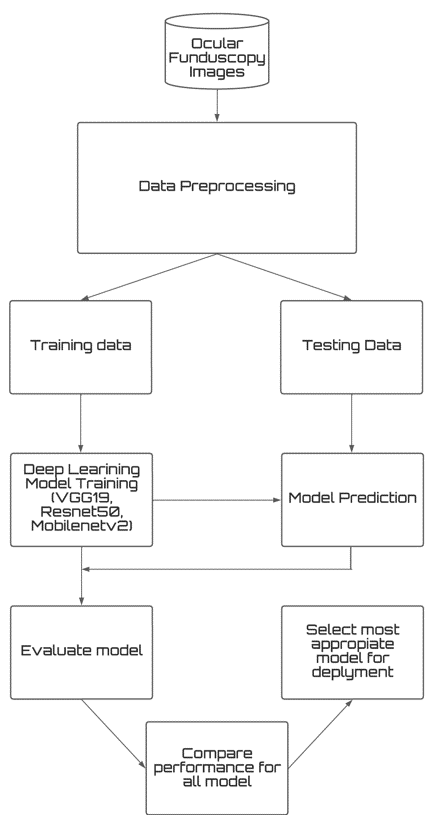 Ocular
Funduscopy
Images
Data Preprocessing
Training data
Testing Data
Deep Learining
Model Training
(VGG19,
Resnet50,
Mobilenetv2)
Model Prediction
Evaluate model
Select most
appropiate
model for
deplyment
Compare
performance for
all model